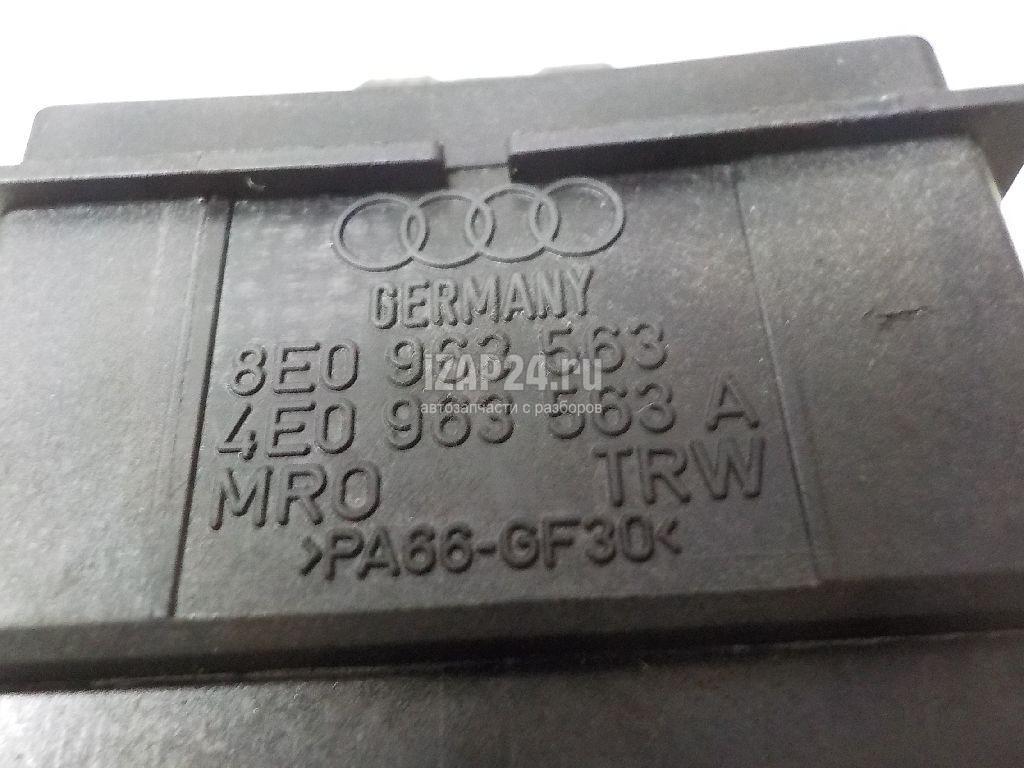 GERMANY
8E0 963 563
iZAP24.ru
автозапчасти с разборов
4E0 963 563 A
MRO TRW
>PA66-GF30<